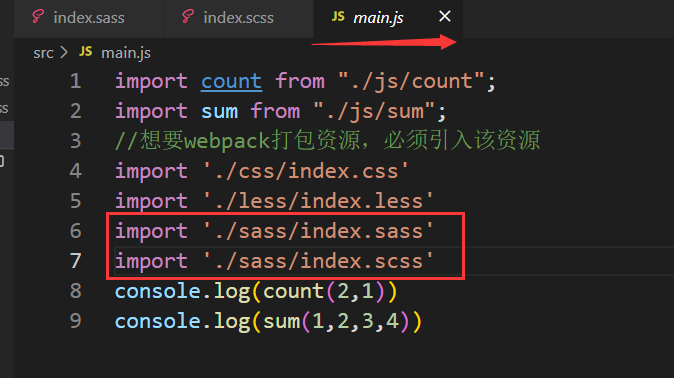 index.sass index.scss JS main.js ×
src > JS main.js
ss
ss
1 import count from "./js/count";
2 import sum from "./js/sum";
3 //想要webpack打包资源，必须引入该资源
4 import './css/index.css'
5 import './less/index.less'
6 import './sass/index.sass'
7 import './sass/index.scss'
8 console.log(count(2,1))
9 console.log(sum(1,2,3,4))